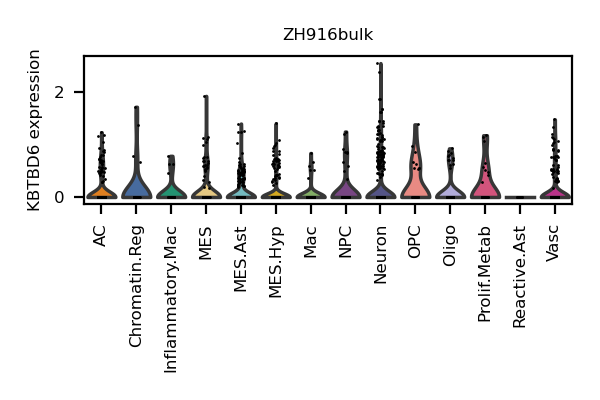 ZH916bulk
KBTBD6 expression
2
0
AC
Chromatin.Reg
Inflammatory.Mac
MES
MES.Ast
MES.Hyp
Mac
NPC
Neuron
OPC
Oligo
Prolif.Metab
Reactive.Ast
Vasc